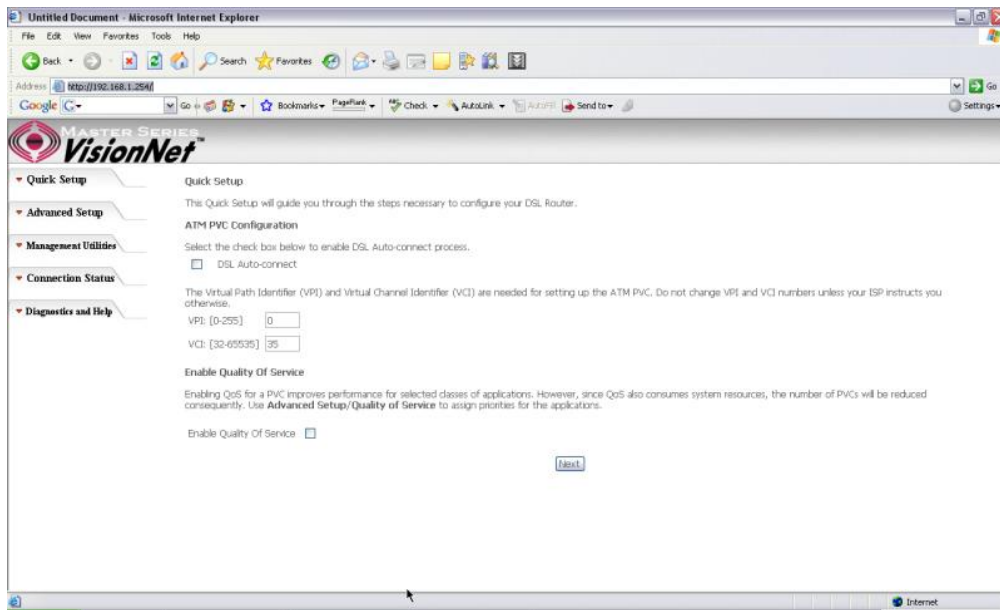 Untitled Document - Microsoft Internet Explorer
File Edit View Favorites Tools Help
Back Search Favorites
Address http://192.168.1.254/ Go
Google G Go Bookmarks PageRank Check AutoLink AutoFill Send to Settings
MASTER SERIES
VisionNet™
Quick Setup
Advanced Setup
Management Utilities
Connection Status
Diagnostics and Help
Quick Setup
This Quick Setup will guide you through the steps necessary to configure your DSL Router.
ATM PVC Configuration
Select the check box below to enable DSL Auto-connect process.
DSL Auto-connect
The Virtual Path Identifier (VPI) and Virtual Channel Identifier (VCI) are needed for setting up the ATM PVC. Do not change VPI and VCI numbers unless your ISP instructs you
otherwise.
VPI: [0-255] 0
VCI: [32-65535] 35
Enable Quality Of Service
Enabling QoS for a PVC improves performance for selected classes of applications. However, since QoS also consumes system resources, the number of PVCs will be reduced
consequently. Use Advanced Setup/Quality of Service to assign priorities for the applications.
Enable Quality Of Service
Next
Internet